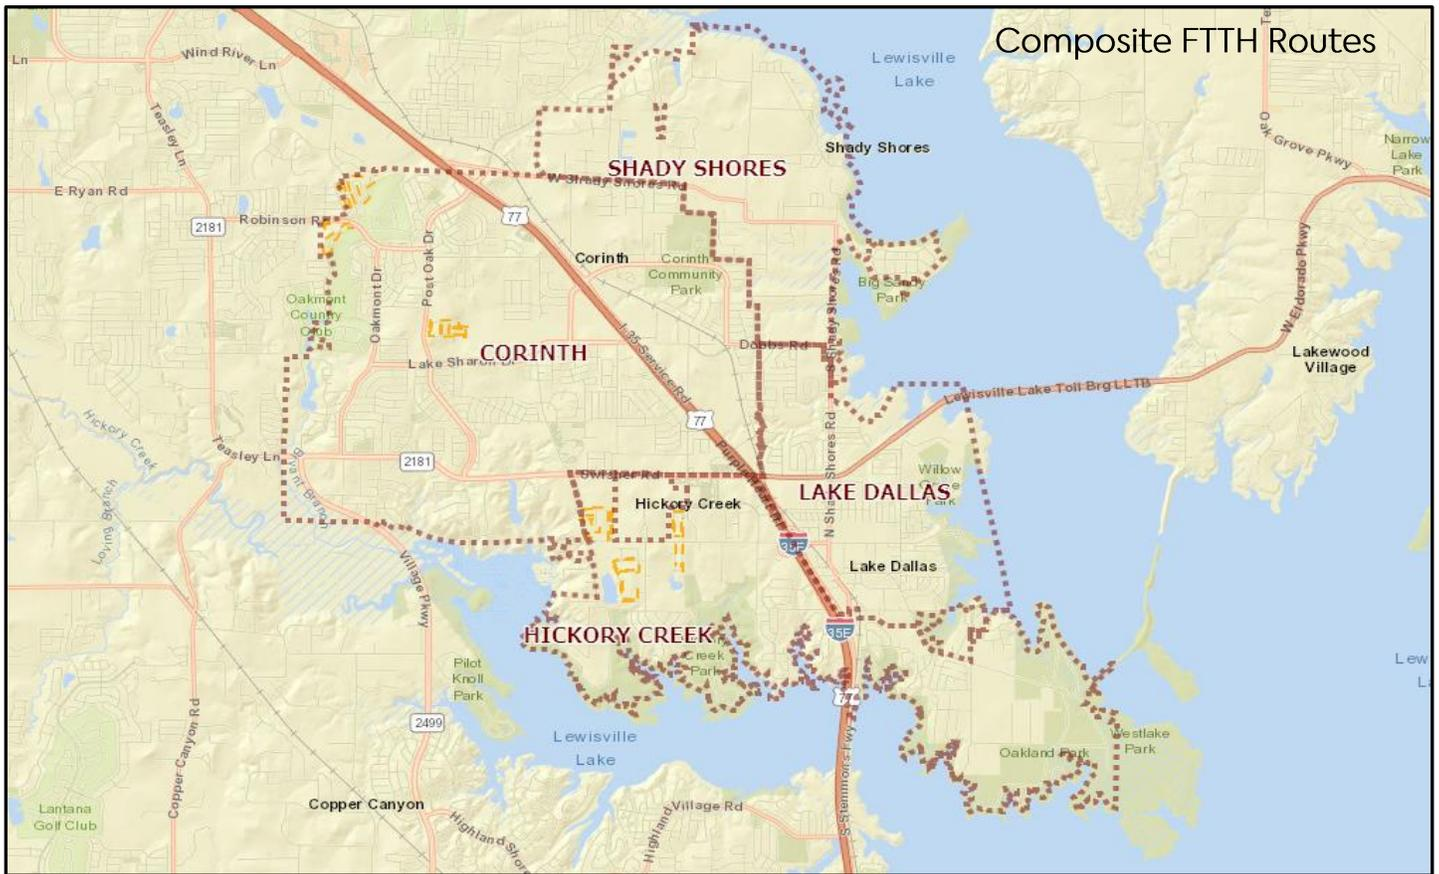 Composite FTTH Routes
Ln
Wind River Ln
Lewisville
Lake
Teasley Ln
Oak Grove Pkwy
Narrow
Lake
Park
Shady Shores
SHADY SHORES
W Shady Shores Rd
E Ryan Rd
2181
Robinson R
77
Post Oak Dr
Oakmont Dr
Corinth
Corinth
Community
Park
Big Sandy
Park
S Shady Shores Rd
W Eldorado Pkwy
Oakmont
Country
Club
I-35 Service Rd
Dobbs Rd
CORINTH
Lake Sharon Dr
Lakewood
Village
Lewisville Lake Toll Brg LLTB
Hickory Creek
77
Teasley Ln
2181
Bryant Branch
Swisher Rd
N Shady Shores Rd
Willow
Grove
Park
LAKE DALLAS
Hickory Creek
Loving Branch
35E
Lake Dallas
Village Pkwy
HICKORY CREEK
Creek
Park
35E
Pilot
Knoll
Park
77
Lew
2499
Copper Canyon Rd
Lewisville
Lake
Westlake
Park
Oakland Park
S Stemmons Fwy
Lantana
Golf Club
Copper Canyon
Highland Shore
Highland
Village Rd